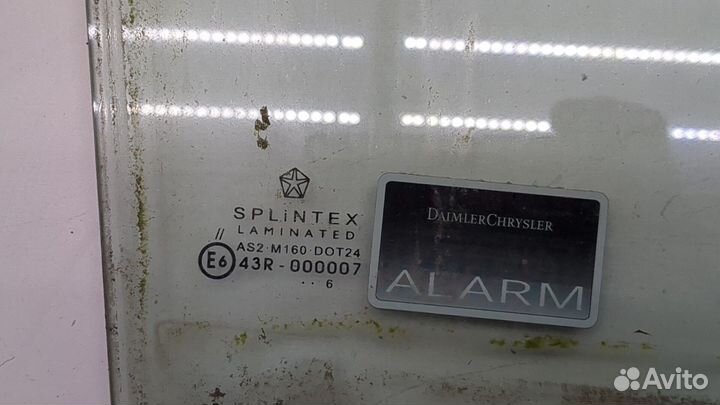 SPLiNTEX
LAMINATED
//
AS2·M160·DOT24
E6 43R-000007
·· 6
DAIMLERCHRYSLER
ALARM
Avito